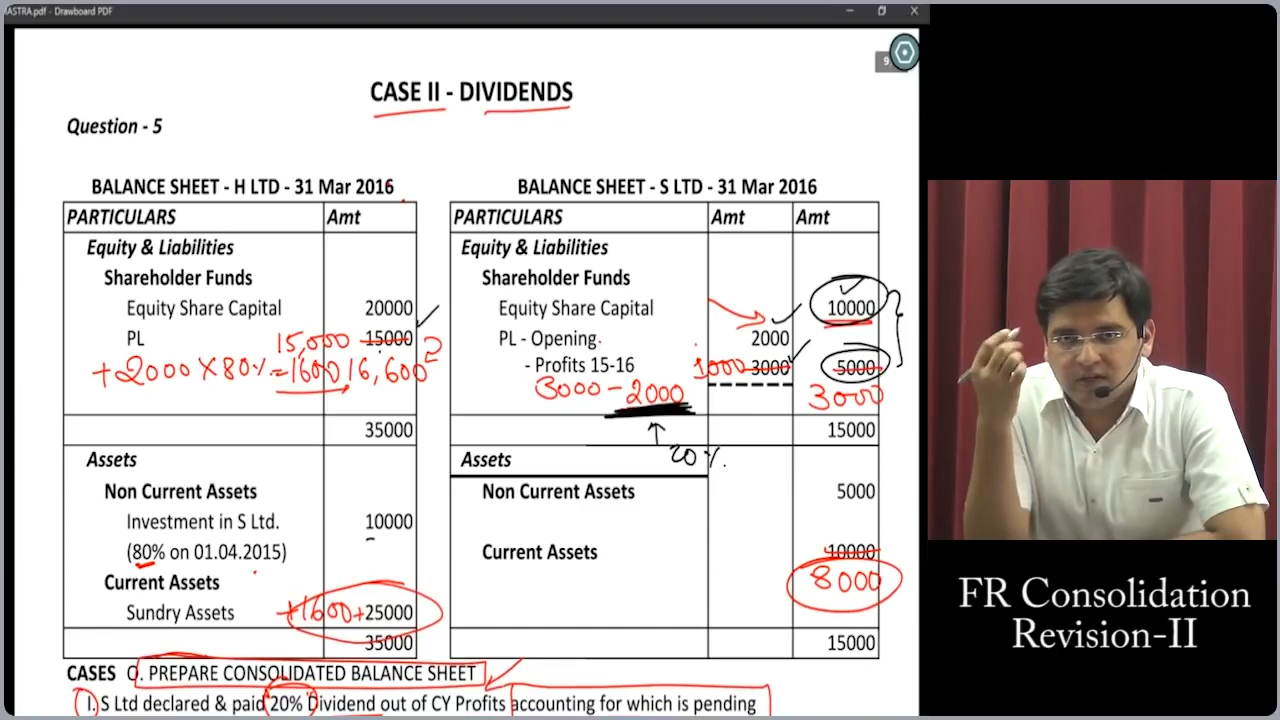 ASTRA.pdf - Drawboard PDF
9
CASE II - DIVIDENDS
Question - 5
BALANCE SHEET - H LTD - 31 Mar 2016
PARTICULARS Amt
Equity & Liabilities
Shareholder Funds
Equity Share Capital 20000
PL 15,000 15000
+2000 X 80% =1600 16,600
35000
Assets
Non Current Assets
Investment in S Ltd. 10000
(80% on 01.04.2015)
Current Assets
Sundry Assets +1600+ 25000
35000
BALANCE SHEET - S LTD - 31 Mar 2016
PARTICULARS Amt Amt
Equity & Liabilities
Shareholder Funds
Equity Share Capital 10000
PL - Opening 2000
- Profits 15-16 1000 3000 5000
3000 - 2000 3000
15000
20%
Assets
Non Current Assets 5000
Current Assets 10000
8000
15000
CASES O. PREPARE CONSOLIDATED BALANCE SHEET
I. S Ltd declared & paid 20% Dividend out of CY Profits accounting for which is pending
FR Consolidation
Revision-II